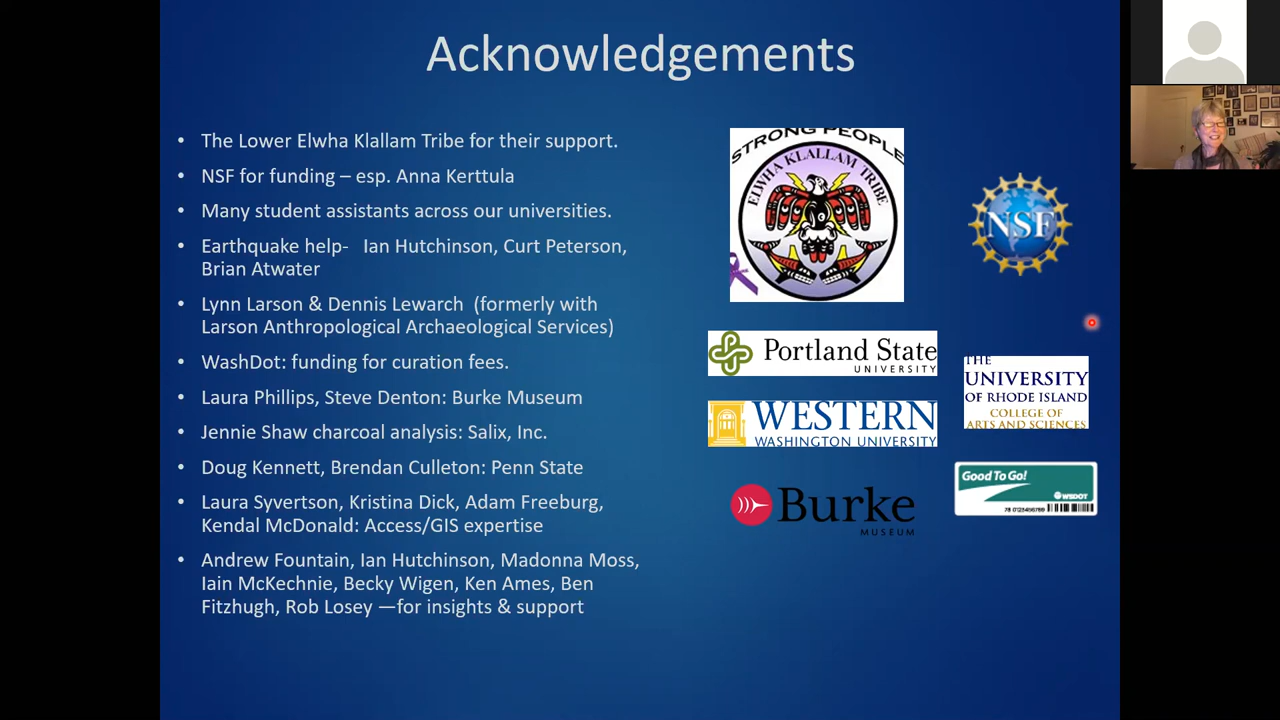 Acknowledgements
• The Lower Elwha Klallam Tribe for their support.
• NSF for funding – esp. Anna Kerttula
• Many student assistants across our universities.
• Earthquake help- Ian Hutchinson, Curt Peterson,
Brian Atwater
• Lynn Larson & Dennis Lewarch (formerly with
Larson Anthropological Archaeological Services)
• WashDot: funding for curation fees.
• Laura Phillips, Steve Denton: Burke Museum
• Jennie Shaw charcoal analysis: Salix, Inc.
• Doug Kennett, Brendan Culleton: Penn State
• Laura Syvertson, Kristina Dick, Adam Freeburg,
Kendal McDonald: Access/GIS expertise
• Andrew Fountain, Ian Hutchinson, Madonna Moss,
Iain McKechnie, Becky Wigen, Ken Ames, Ben
Fitzhugh, Rob Losey —for insights & support
STRONG PEOPLE
ELWHA KLALLAM TRIBE
NSF
Portland State
UNIVERSITY
THE
UNIVERSITY
OF RHODE ISLAND
COLLEGE OF
ARTS AND SCIENCES
WESTERN
WASHINGTON UNIVERSITY
Good To Go!
WSDOT
78 0123456789
Burke
MUSEUM